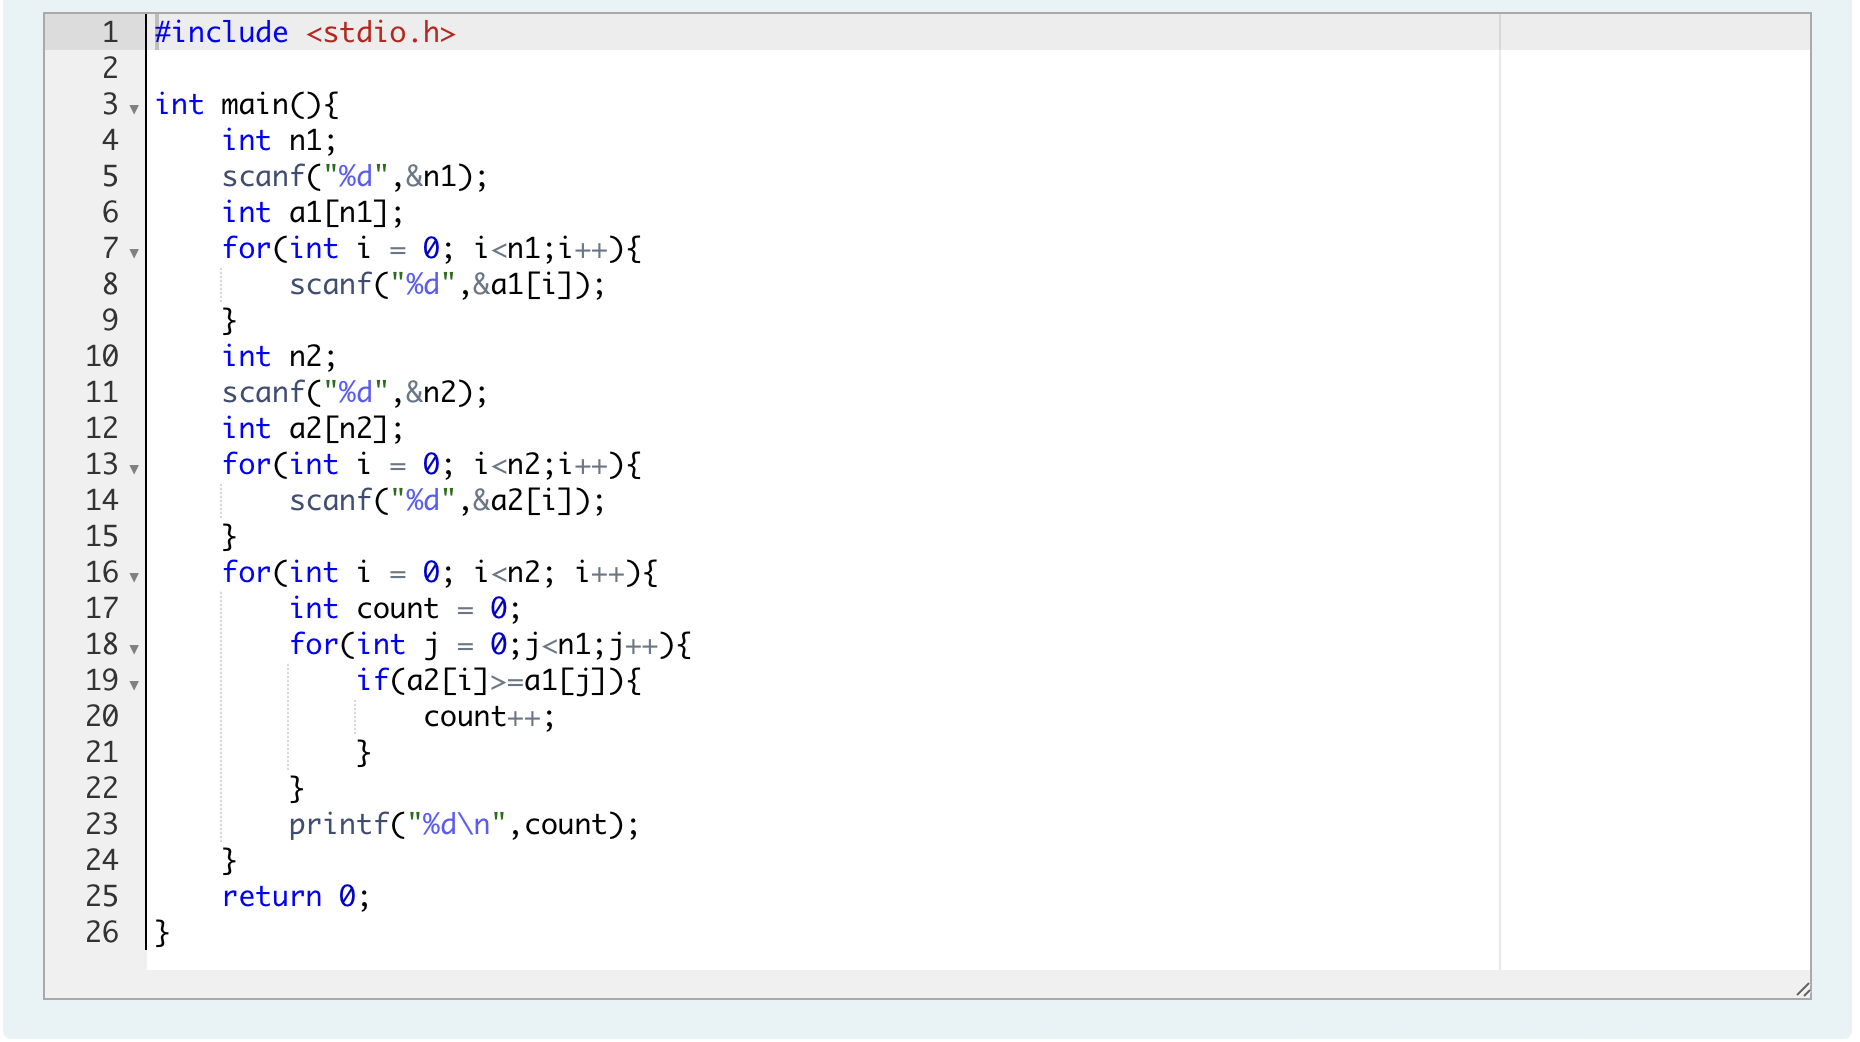 1 #include <stdio.h>
2
3 int main(){
4     int n1;
5     scanf("%d",&n1);
6     int a1[n1];
7     for(int i = 0; i<n1;i++){
8         scanf("%d",&a1[i]);
9     }
10     int n2;
11     scanf("%d",&n2);
12     int a2[n2];
13     for(int i = 0; i<n2;i++){
14         scanf("%d",&a2[i]);
15     }
16     for(int i = 0; i<n2; i++){
17         int count = 0;
18         for(int j = 0;j<n1;j++){
19             if(a2[i]>=a1[j]){
20                 count++;
21             }
22         }
23         printf("%d\n",count);
24     }
25     return 0;
26 }